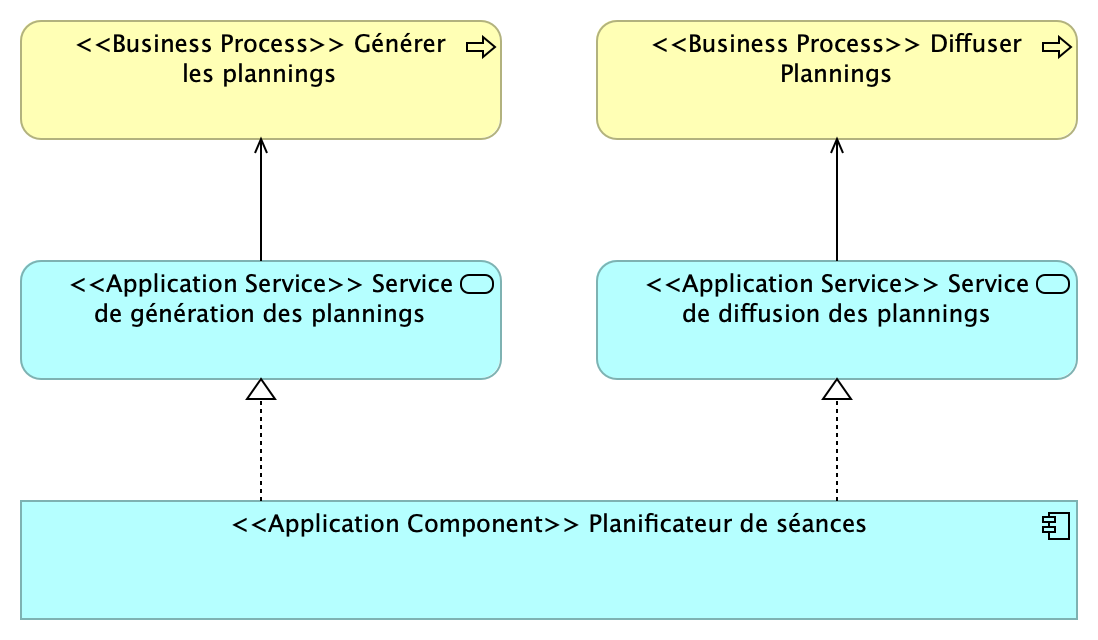 <<Business Process>> Générer
les plannings
<<Business Process>> Diffuser
Plannings
<<Application Service>> Service
de génération des plannings
<<Application Service>> Service
de diffusion des plannings
<<Application Component>> Planificateur de séances